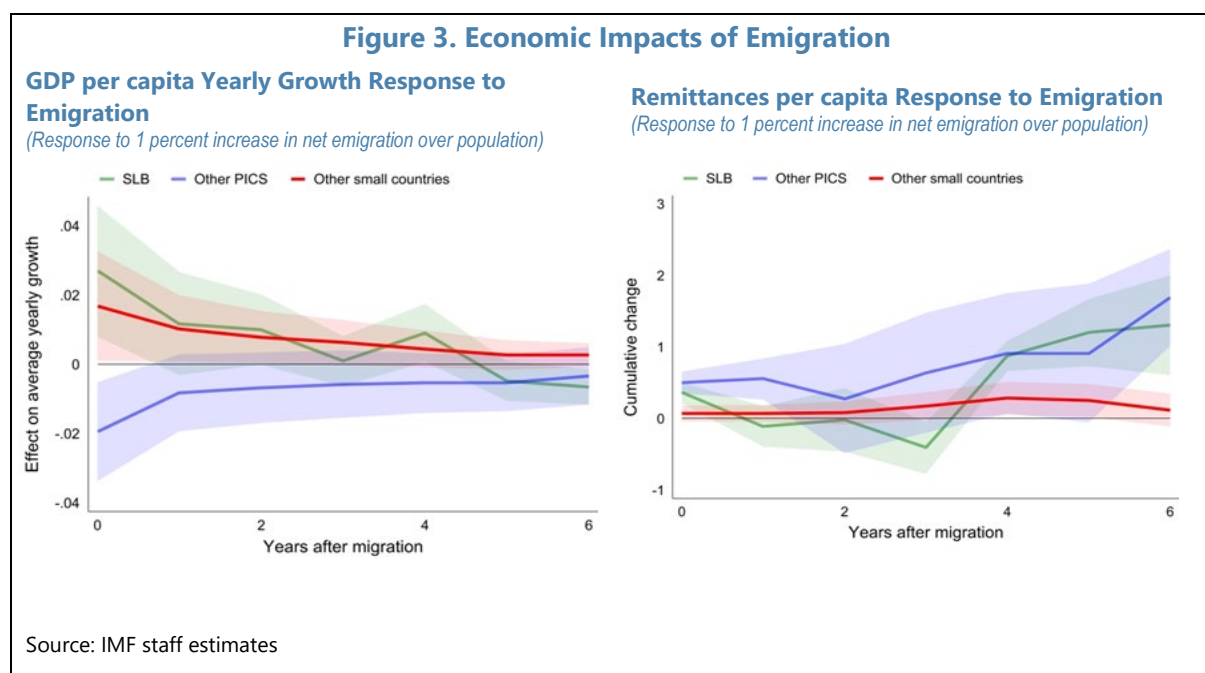 Figure 3. Economic Impacts of Emigration
GDP per capita Yearly Growth Response to
Emigration
(Response to 1 percent increase in net emigration over population)
SLB Other PICS Other small countries
Effect on average yearly growth
.04
.02
0
-.02
-.04
0 2 4 6
Years after migration
Remittances per capita Response to Emigration
(Response to 1 percent increase in net emigration over population)
SLB Other PICS Other small countries
Cumulative change
3
2
1
0
-1
0 2 4 6
Years after migration
Source: IMF staff estimates